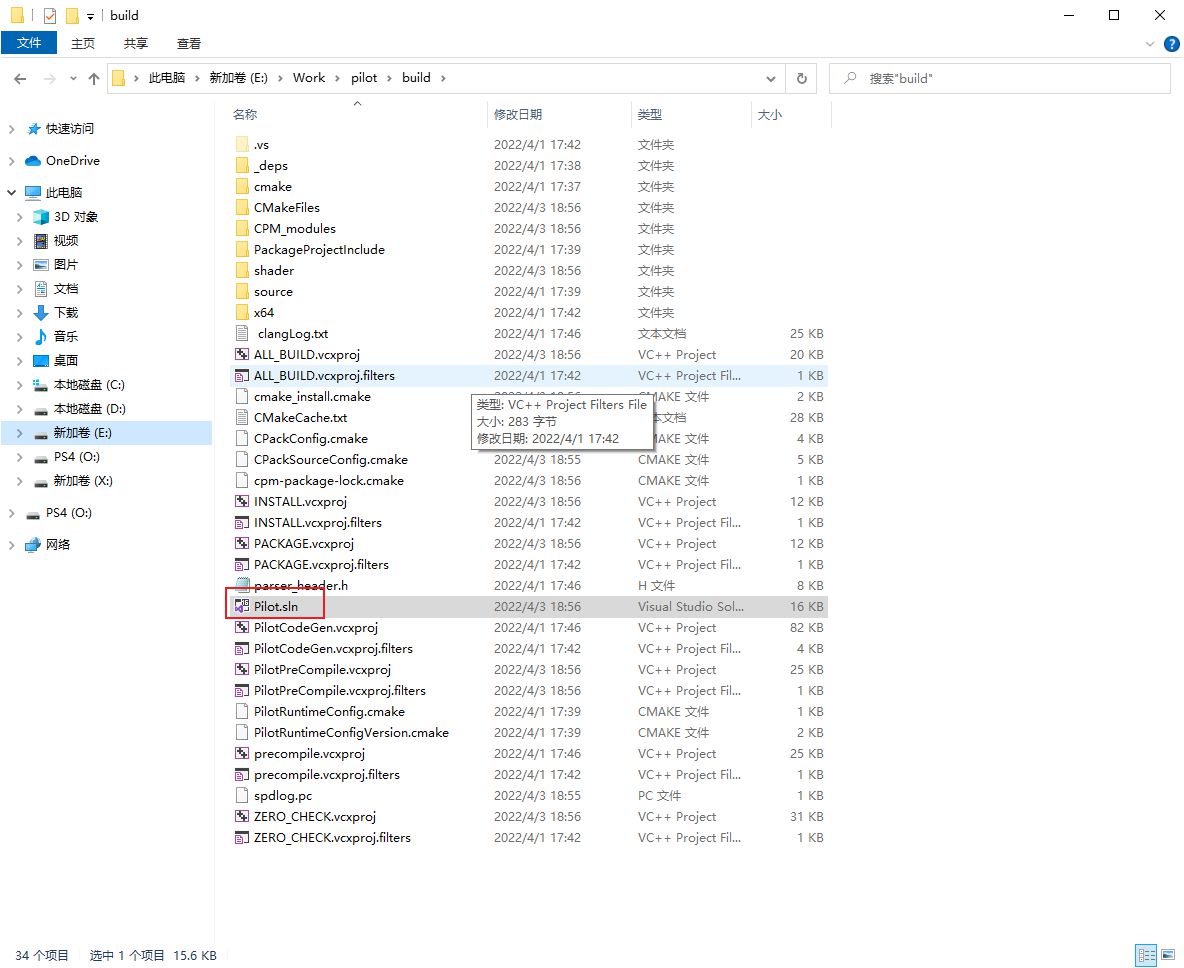 build
文件 主页 共享 查看
此电脑 新加卷 (E:) Work pilot build
搜索"build"
名称 修改日期 类型 大小
快速访问
OneDrive
此电脑
3D 对象
视频
图片
文档
下载
音乐
桌面
本地磁盘 (C:)
本地磁盘 (D:)
新加卷 (E:)
PS4 (O:)
新加卷 (X:)
PS4 (O:)
网络
.vs 2022/4/1 17:42 文件夹
_deps 2022/4/1 17:38 文件夹
cmake 2022/4/1 17:37 文件夹
CMakeFiles 2022/4/3 18:56 文件夹
CPM_modules 2022/4/3 18:56 文件夹
PackageProjectInclude 2022/4/1 17:39 文件夹
shader 2022/4/3 18:56 文件夹
source 2022/4/1 17:39 文件夹
x64 2022/4/1 17:42 文件夹
clangLog.txt 2022/4/1 17:46 文本文档 25 KB
ALL_BUILD.vcxproj 2022/4/3 18:56 VC++ Project 20 KB
ALL_BUILD.vcxproj.filters 2022/4/1 17:42 VC++ Project Fil... 1 KB
cmake_install.cmake MAKE 文件 2 KB
CMakeCache.txt 本文档 28 KB
CPackConfig.cmake MAKE 文件 4 KB
类型: VC++ Project Filters File
大小: 283 字节
修改日期: 2022/4/1 17:42
CPackSourceConfig.cmake 2022/4/3 18:55 CMAKE 文件 5 KB
cpm-package-lock.cmake 2022/4/3 18:56 CMAKE 文件 1 KB
INSTALL.vcxproj 2022/4/3 18:56 VC++ Project 12 KB
INSTALL.vcxproj.filters 2022/4/1 17:42 VC++ Project Fil... 1 KB
PACKAGE.vcxproj 2022/4/3 18:56 VC++ Project 12 KB
PACKAGE.vcxproj.filters 2022/4/1 17:42 VC++ Project Fil... 1 KB
parser_header.h 2022/4/1 17:46 H 文件 8 KB
Pilot.sln 2022/4/3 18:56 Visual Studio Sol... 16 KB
PilotCodeGen.vcxproj 2022/4/1 17:46 VC++ Project 82 KB
PilotCodeGen.vcxproj.filters 2022/4/1 17:42 VC++ Project Fil... 4 KB
PilotPreCompile.vcxproj 2022/4/3 18:56 VC++ Project 25 KB
PilotPreCompile.vcxproj.filters 2022/4/3 18:56 VC++ Project Fil... 1 KB
PilotRuntimeConfig.cmake 2022/4/1 17:39 CMAKE 文件 1 KB
PilotRuntimeConfigVersion.cmake 2022/4/1 17:39 CMAKE 文件 2 KB
precompile.vcxproj 2022/4/1 17:46 VC++ Project 25 KB
precompile.vcxproj.filters 2022/4/1 17:42 VC++ Project Fil... 1 KB
spdlog.pc 2022/4/3 18:55 PC 文件 1 KB
ZERO_CHECK.vcxproj 2022/4/3 18:56 VC++ Project 31 KB
ZERO_CHECK.vcxproj.filters 2022/4/1 17:42 VC++ Project Fil... 1 KB
34 个项目 选中 1 个项目 15.6 KB